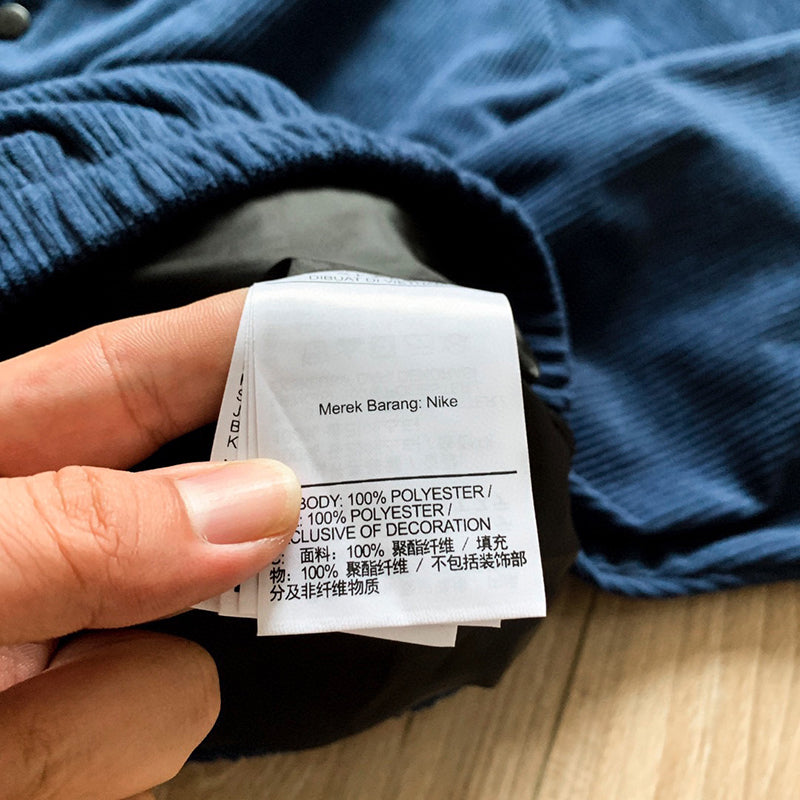 DIBUAT DI
Merek Barang: Nike
BODY: 100% POLYESTER /
: 100% POLYESTER /
CLUSIVE OF DECORATION
: 面料: 100% 聚酯纤维 / 填充
物: 100% 聚酯纤维 / 不包括装饰部
分及非纤维物质